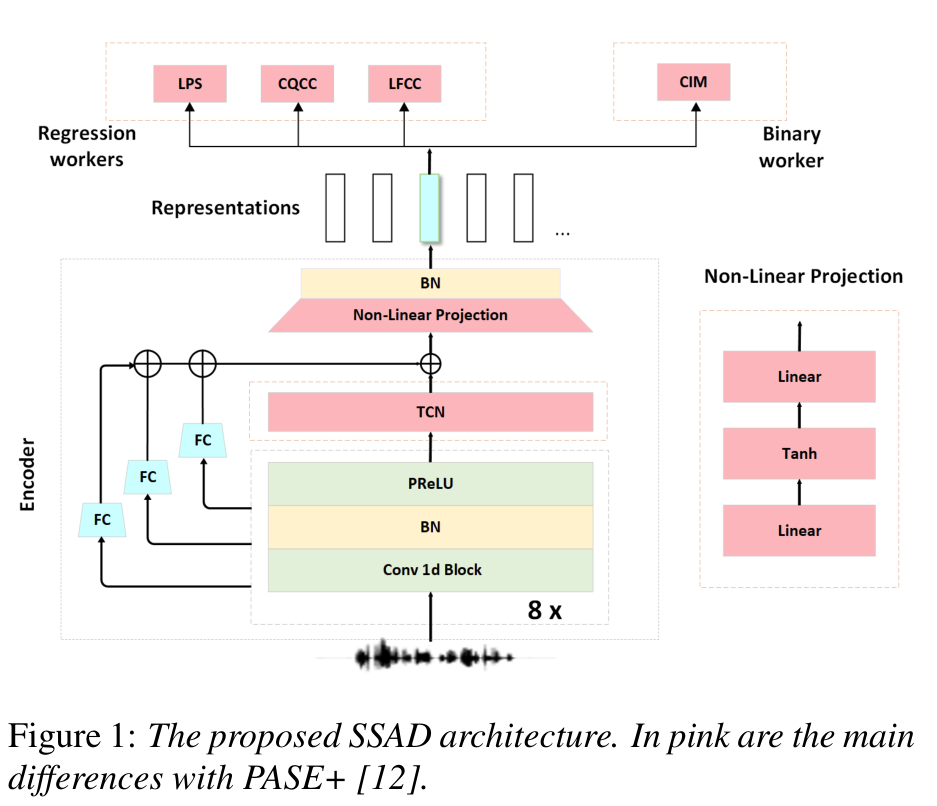 LPS
CQCC
LFCC
CIM
Regression
workers
Binary
worker
Representations
...
BN
Non-Linear Projection
TCN
FC
FC
FC
Encoder
PReLU
BN
Conv 1d Block
8 x
Non-Linear Projection
Linear
Tanh
Linear
Figure 1: The proposed SSAD architecture. In pink are the main
differences with PASE+ [12].